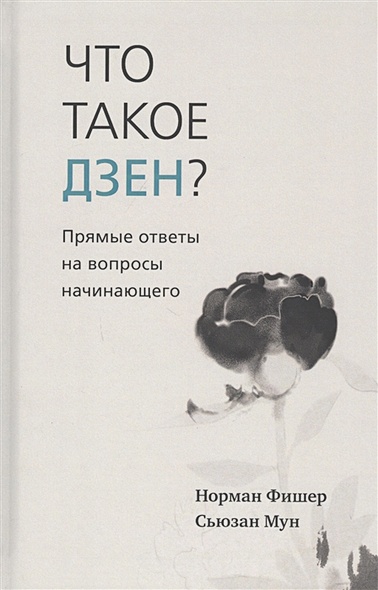 ЧТО
ТАКОЕ
ДЗЕН?
Прямые ответы
на вопросы
начинающего
Норман Фишер
Сьюзан Мун